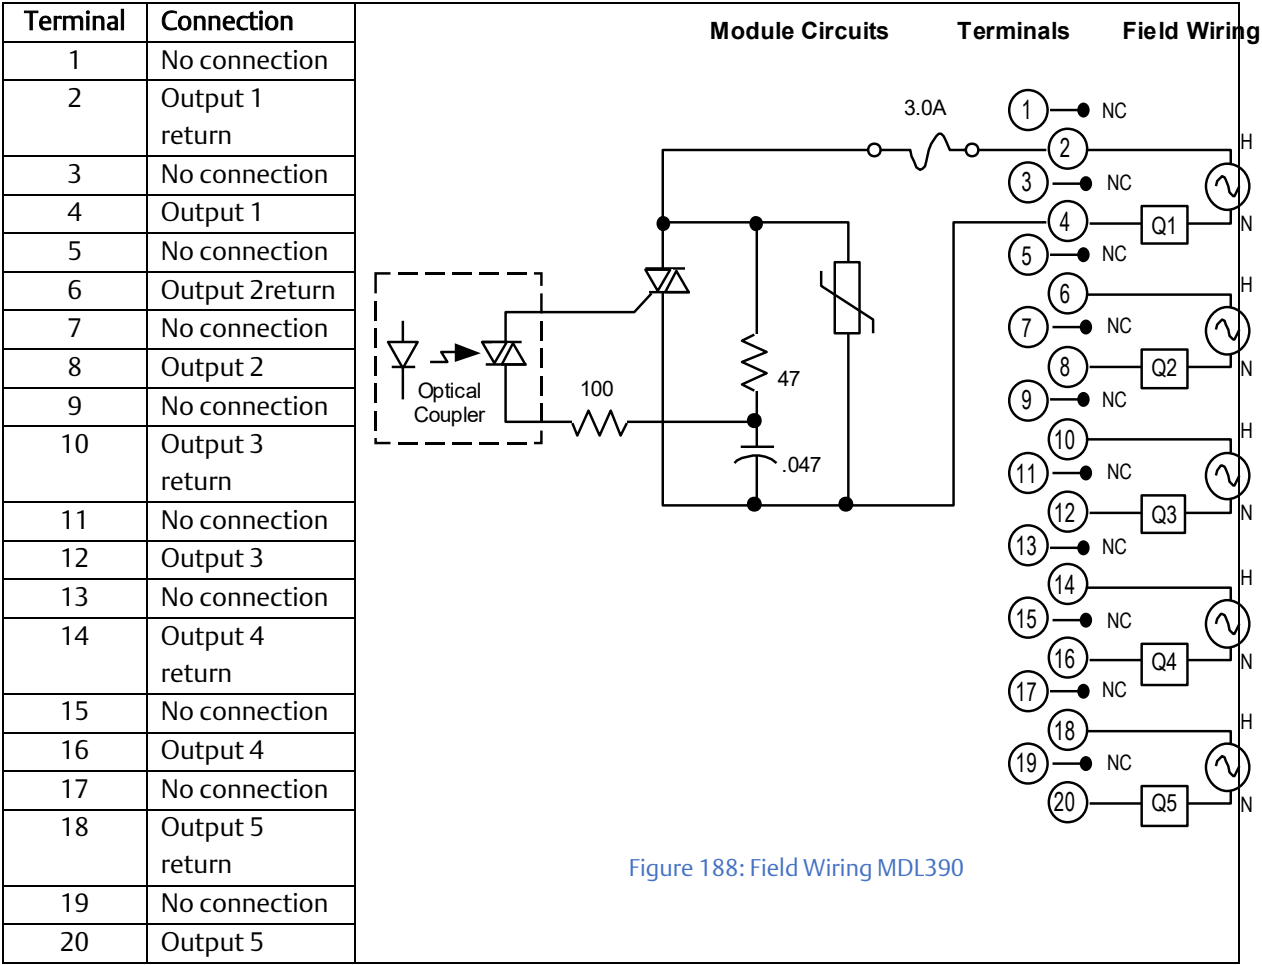 Terminal Connection
1 No connection
2 Output 1
return
3 No connection
4 Output 1
5 No connection
6 Output 2return
7 No connection
8 Output 2
9 No connection
10 Output 3
return
11 No connection
12 Output 3
13 No connection
14 Output 4
return
15 No connection
16 Output 4
17 No connection
18 Output 5
return
19 No connection
20 Output 5
Module Circuits Terminals Field Wiring
3.0A
1 NC
2 H
3 NC
4 Q1 N
5 NC
6 H
7 NC
8 Q2 N
9 NC
10 H
11 NC
12 Q3 N
13 NC
14 H
15 NC
16 Q4 N
17 NC
18 H
19 NC
20 Q5 N
Optical
Coupler
100
47
.047
Figure 188: Field Wiring MDL390